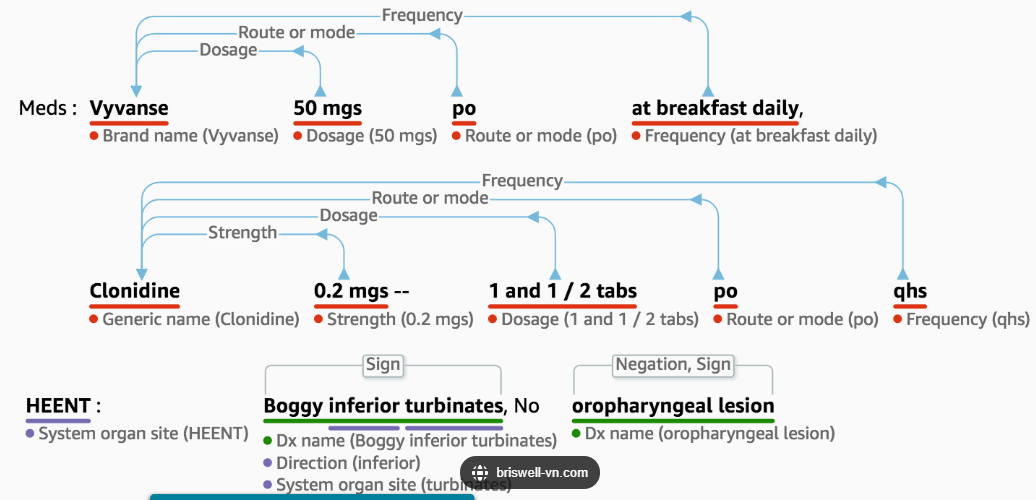 Frequency
Route or mode
Dosage
Meds : Vyvanse 50 mgs po at breakfast daily,
Brand name (Vyvanse) Dosage (50 mgs) Route or mode (po) Frequency (at breakfast daily)
Frequency
Route or mode
Dosage
Strength
Clonidine 0.2 mgs -- 1 and 1 / 2 tabs po qhs
Generic name (Clonidine) Strength (0.2 mgs) Dosage (1 and 1 / 2 tabs) Route or mode (po) Frequency (qhs)
Sign Negation, Sign
HEENT : Boggy inferior turbinates, No oropharyngeal lesion
System organ site (HEENT) Dx name (Boggy inferior turbinates) Dx name (oropharyngeal lesion)
Direction (inferior)
briswell-vn.com
System organ site (turbinates)